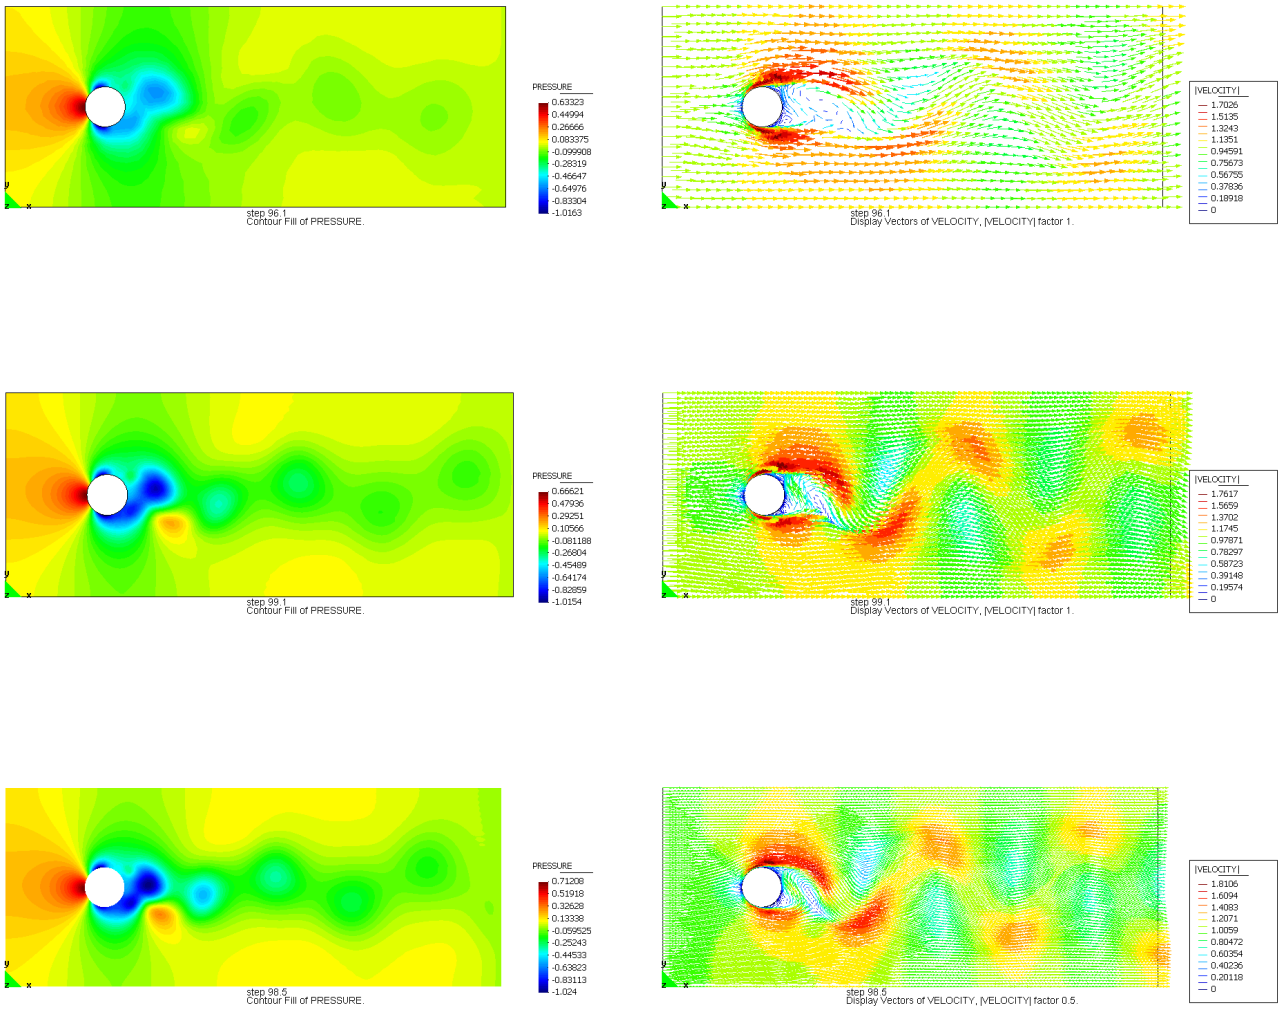 PRESSURE
0.63323
0.44994
0.26666
0.083375
-0.099908
-0.28319
-0.46647
-0.64976
-0.83304
-1.0163
y
z x
step 96.1
Contour Fill of PRESSURE.
|VELOCITY|
1.7026
1.5135
1.3243
1.1351
0.94591
0.75673
0.56755
0.37836
0.18918
0
y
z x
step 96.1
Display Vectors of VELOCITY, |VELOCITY| factor 1.
PRESSURE
0.66621
0.47936
0.29251
0.10566
-0.081188
-0.26804
-0.45489
-0.64174
-0.82859
-1.0154
y
z x
step 99.1
Contour Fill of PRESSURE.
|VELOCITY|
1.7617
1.5659
1.3702
1.1745
0.97871
0.78297
0.58723
0.39148
0.19574
0
y
z x
step 99.1
Display Vectors of VELOCITY, |VELOCITY| factor 1.
PRESSURE
0.71208
0.51918
0.32628
0.13338
-0.059525
-0.25243
-0.44533
-0.63823
-0.83113
-1.024
y
z x
step 98.5
Contour Fill of PRESSURE.
|VELOCITY|
1.8106
1.6094
1.4083
1.2071
1.0059
0.80472
0.60354
0.40236
0.20118
0
y
z x
step 98.5
Display Vectors of VELOCITY, |VELOCITY| factor 0.5.